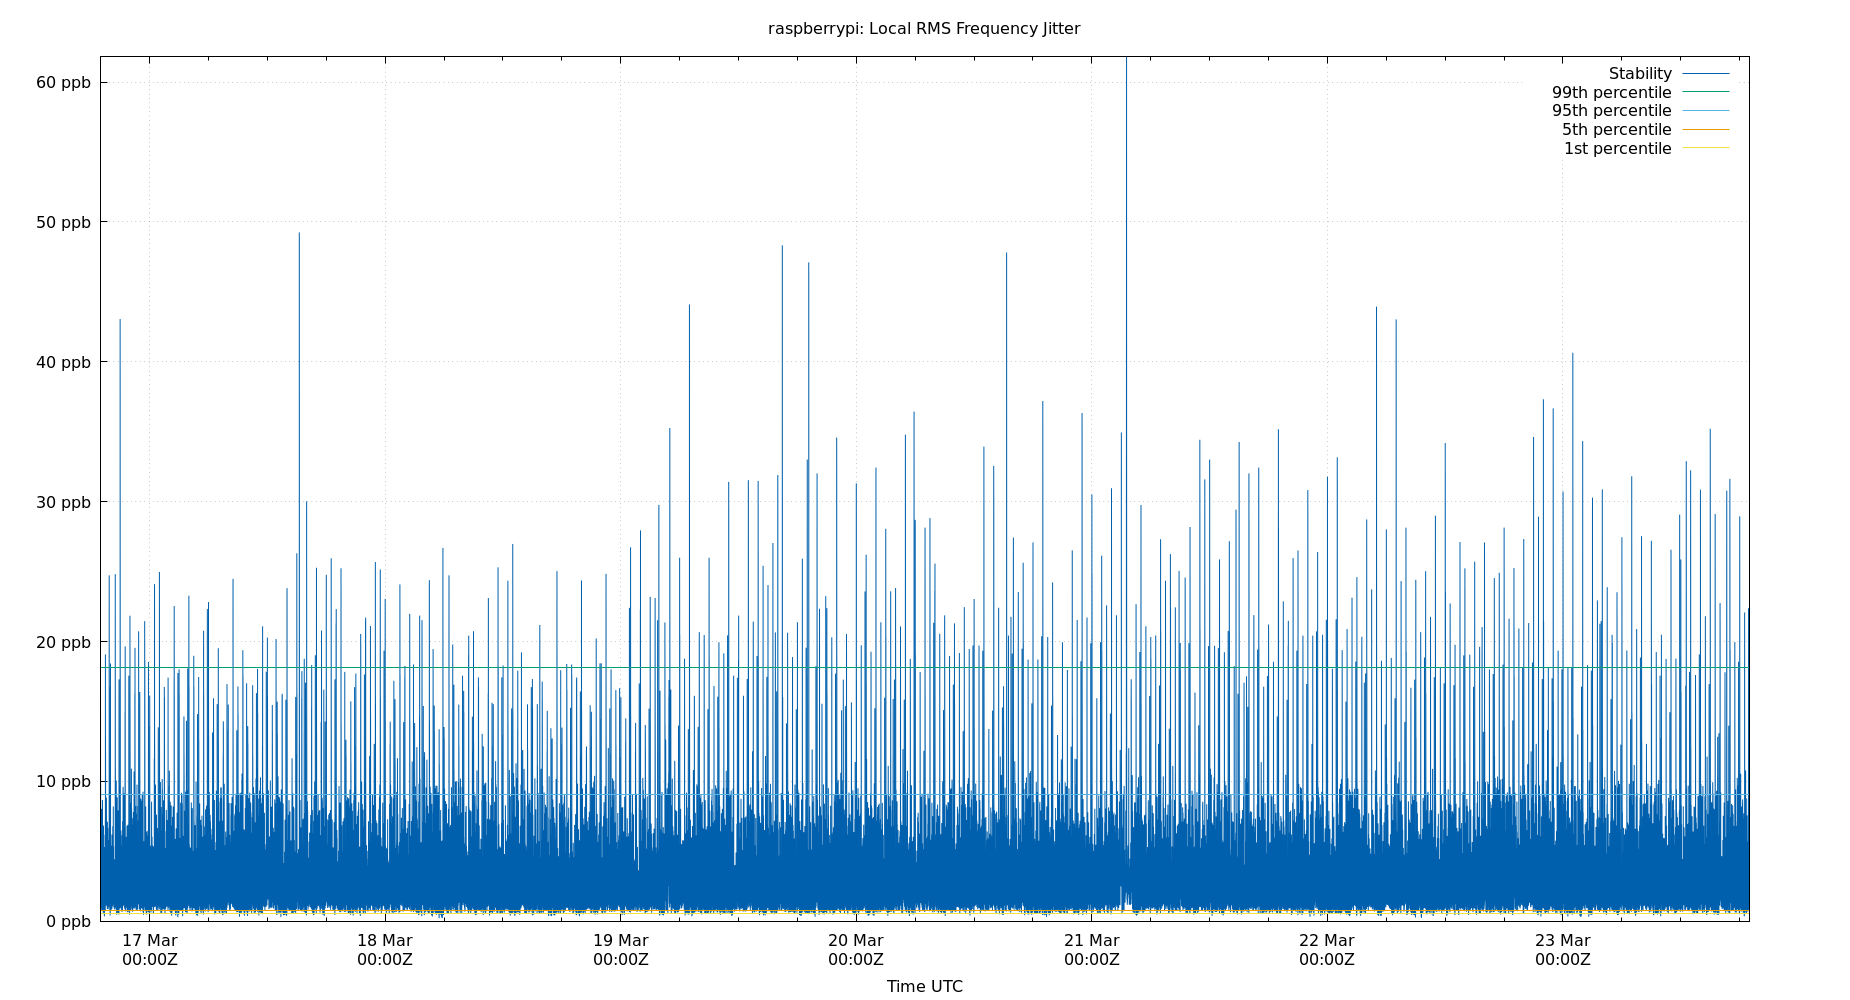 raspberrypi: Local RMS Frequency Jitter
Stability
99th percentile
95th percentile
5th percentile
1st percentile
60 ppb
50 ppb
40 ppb
30 ppb
20 ppb
10 ppb
0 ppb
17 Mar 18 Mar 19 Mar 20 Mar 21 Mar 22 Mar 23 Mar
00:00Z 00:00Z 00:00Z 00:00Z 00:00Z 00:00Z 00:00Z
Time UTC